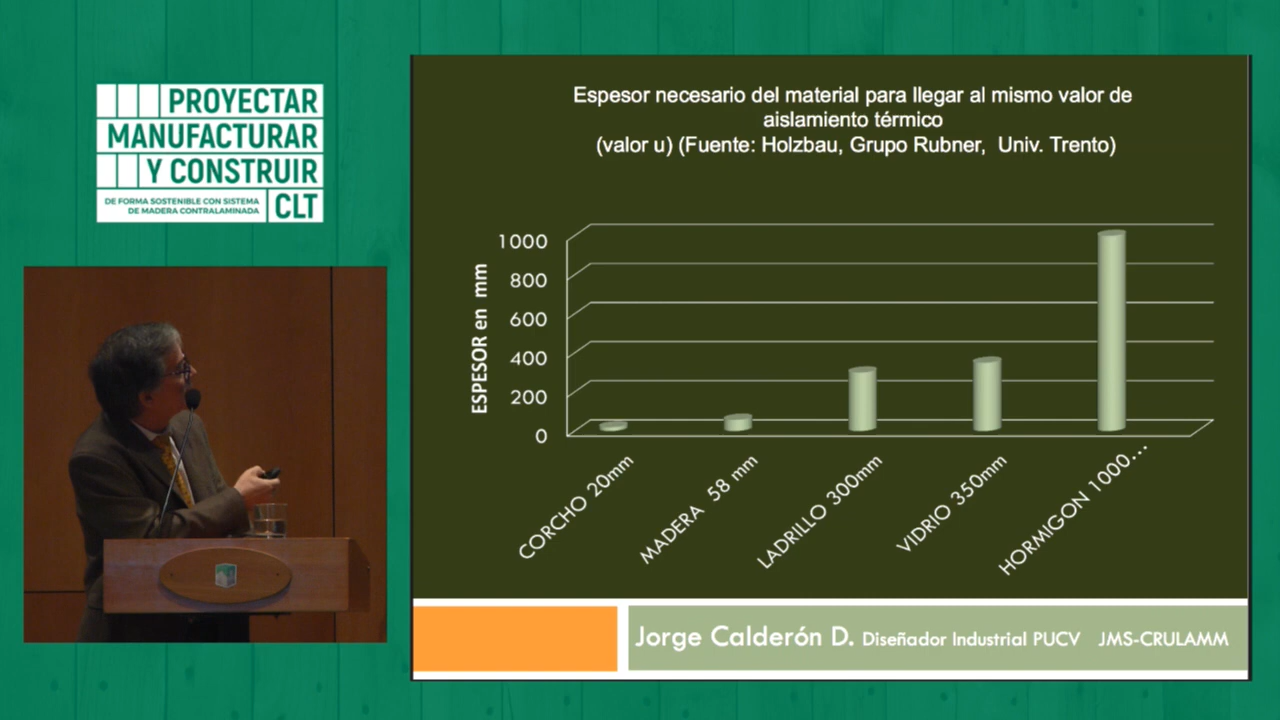 PROYECTAR
MANUFACTURAR
Y CONSTRUIR
DE FORMA SOSTENIBLE CON SISTEMA
DE MADERA CONTRALAMINADA
CLT
Espesor necesario del material para llegar al mismo valor de
aislamiento térmico
(valor u) (Fuente: Holzbau, Grupo Rubner, Univ. Trento)
ESPESOR en mm
1000
800
600
400
200
0
CORCHO 20mm
MADERA 58 mm
LADRILLO 300mm
VIDRIO 350mm
HORMIGON 1000...
Jorge Calderón D. Diseñador Industrial PUCV JMS-CRULAMM